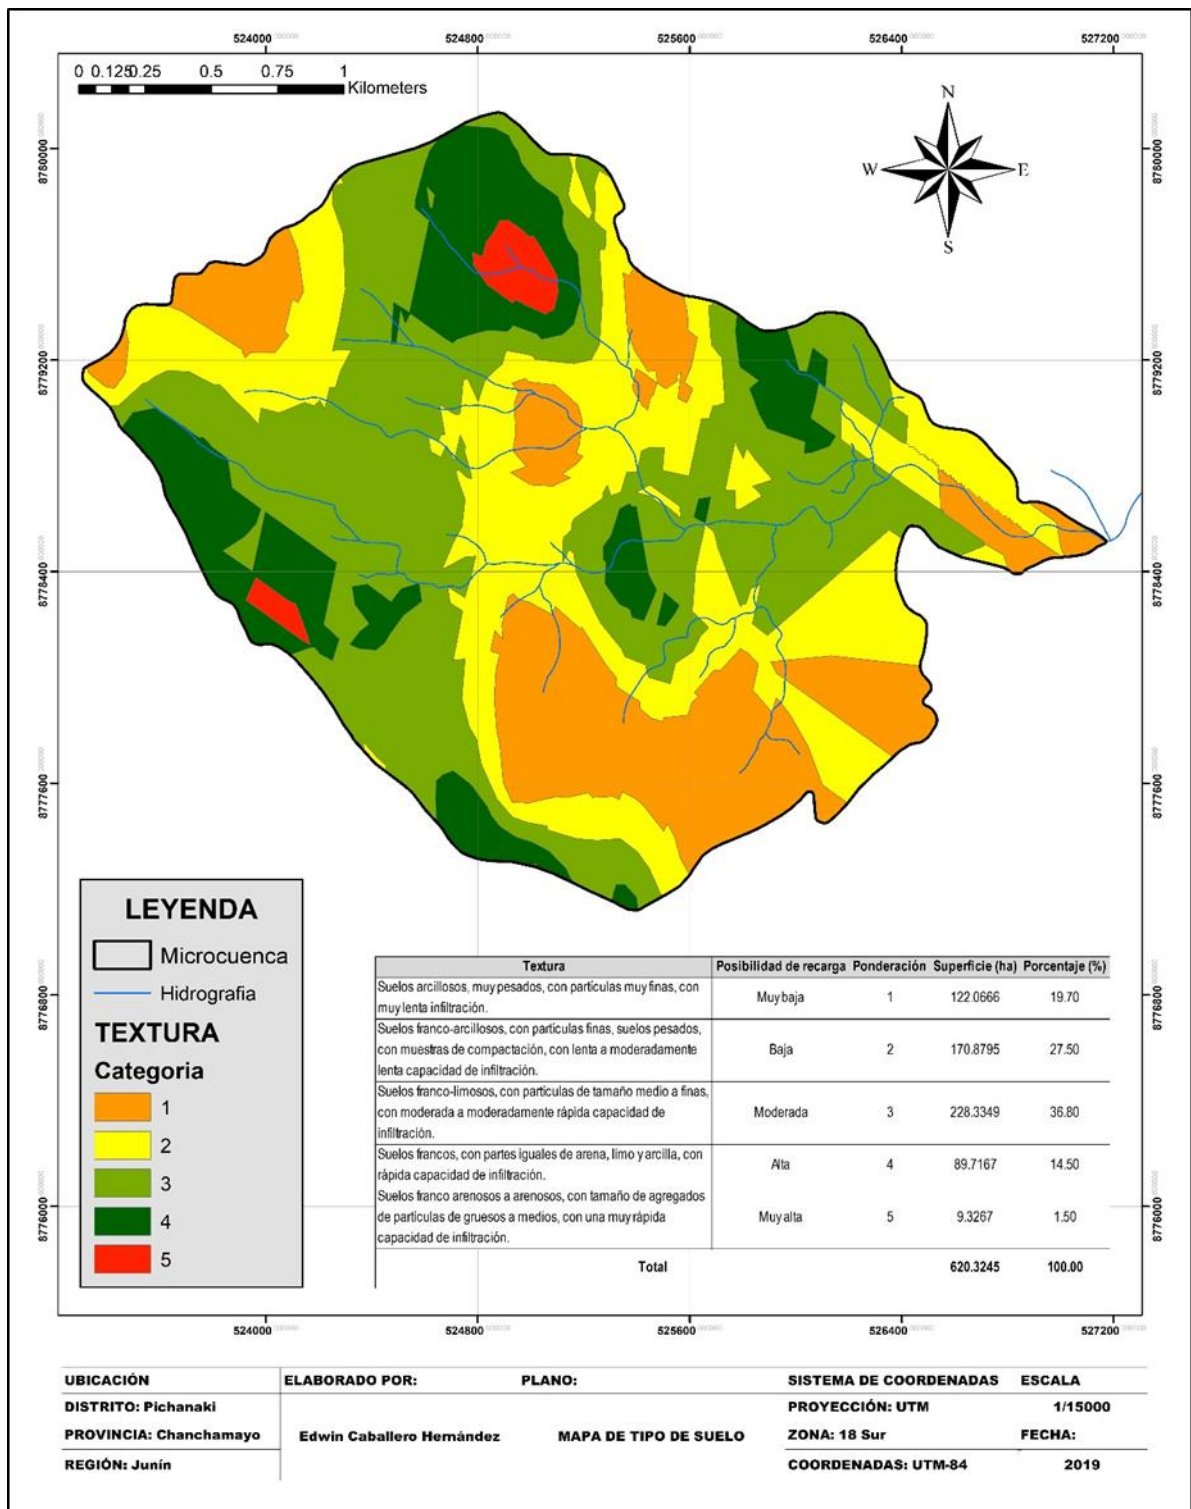 524000 524800 525600 526400 527200
0 0.125 0.25 0.5 0.75 1
Kilometers
N
W E
S
8780000 8780000
8779200 8779200
8778400 8778400
8777600 8777600
8776800 8776800
8776000 8776000
LEYENDA
Microcuenca
Hidrografia
TEXTURA
Categoria
1
2
3
4
5
Textura Posibilidad de recarga Ponderación Superficie (ha) Porcentaje (%)
Suelos arcillosos, muy pesados, con partículas muy finas, con
muy lenta infiltración.
Muy baja 1 122.0666 19.70
Suelos franco-arcillosos, con partículas finas, suelos pesados,
con muestras de compactación, con lenta a moderadamente
lenta capacidad de infiltración.
Baja 2 170.8795 27.50
Suelos franco-limosos, con partículas de tamaño medio a finas,
con moderada a moderadamente rápida capacidad de
infiltración.
Moderada 3 228.3349 36.80
Suelos francos, con partes iguales de arena, limo y arcilla, con
rápida capacidad de infiltración.
Alta 4 89.7167 14.50
Suelos franco arenosos a arenosos, con tamaño de agregados
de partículas de gruesos a medios, con una muy rápida
capacidad de infiltración.
Muy alta 5 9.3267 1.50
Total 620.3245 100.00
524000 524800 525600 526400 527200
UBICACIÓN ELABORADO POR: PLANO: SISTEMA DE COORDENADAS ESCALA
DISTRITO: Pichanaki PROYECCIÓN: UTM 1/15000
PROVINCIA: Chanchamayo Edwin Caballero Hernández MAPA DE TIPO DE SUELO ZONA: 18 Sur FECHA:
REGIÓN: Junín COORDENADAS: UTM-84 2019